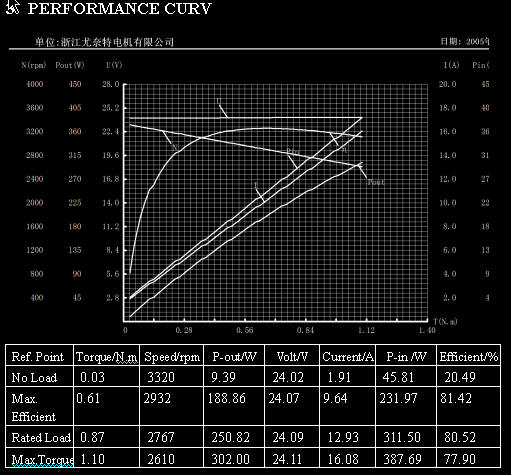 PERFORMANCE CURV
单位:浙江尤奈特电机有限公司 日期: 2005年
N(rpm) Pout(W) U(V) I(A) Pin(
4000 450 28.0 20.0 45
3600 405 25.2 18.0 40
3200 360 22.4 16.0 36
2800 315 19.6 14.0 31
2400 270 16.8 12.0 27
2000 225 14.0 10.0 22
1600 180 11.2 8.0 18
1200 135 8.4 6.0 13
800 90 5.6 4.0 9
400 45 2.8 2.0 4
U
N
Pin
I
Pout
T(N.m)
0 0.28 0.56 0.84 1.12 1.40
Ref. Point Torque/N.m Speed/rpm P-out/W Volt/V Current/A P-in /W Efficient/%
No Load 0.03 3320 9.39 24.02 1.91 45.81 20.49
Max. 0.61 2932 188.86 24.07 9.64 231.97 81.42
Efficient
Rated Load 0.87 2767 250.82 24.09 12.93 311.50 80.52
Max.Torque 1.10 2610 302.00 24.11 16.08 387.69 77.90